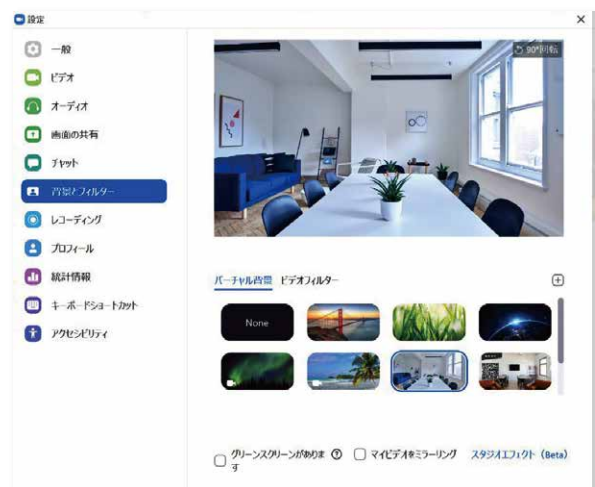 設定
一般
ビデオ
オーディオ
画面の共有
チャット
背景とフィルター
レコーディング
プロフィール
統計情報
キーボードショートカット
アクセシビリティ
90°回転
バーチャル背景 ビデオフィルター
None
グリーンスクリーンがありま
す
マイビデオをミラーリング
スタジオエフェクト (Beta)